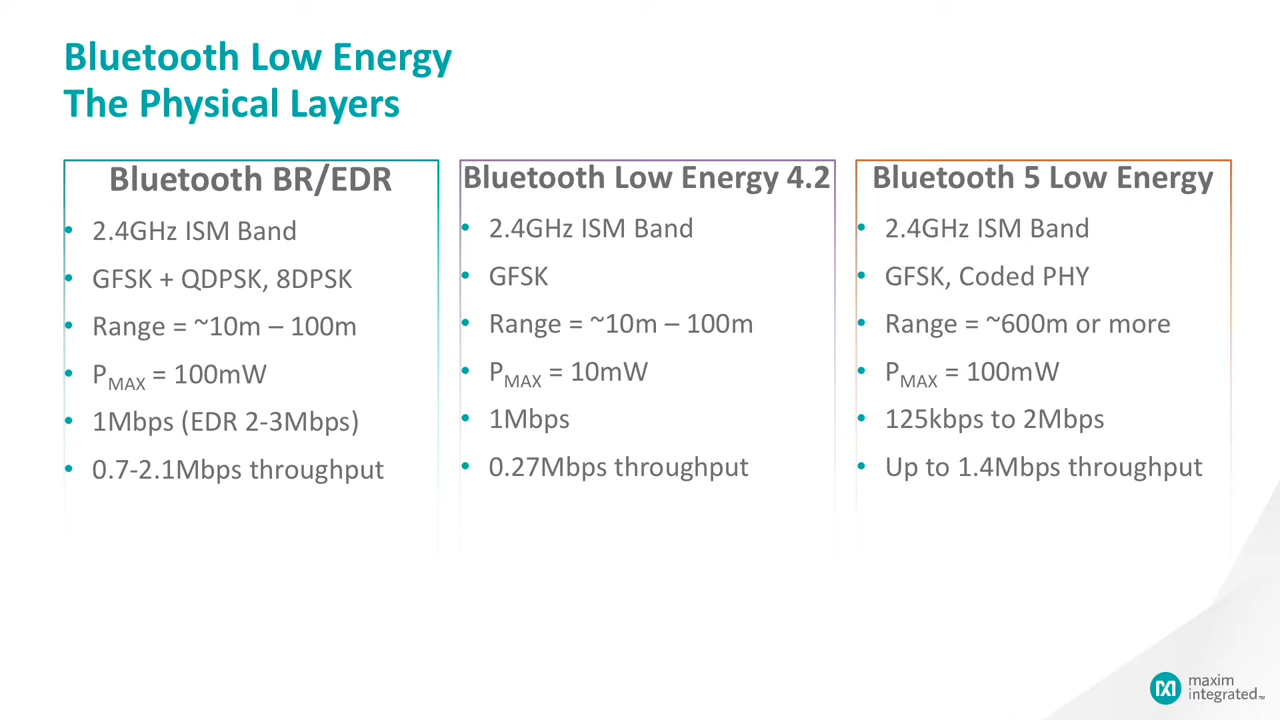 Bluetooth Low Energy
The Physical Layers
Bluetooth BR/EDR
• 2.4GHz ISM Band
• GFSK + QDPSK, 8DPSK
• Range = ~10m – 100m
• PMAX = 100mW
• 1Mbps (EDR 2-3Mbps)
• 0.7-2.1Mbps throughput
Bluetooth Low Energy 4.2
• 2.4GHz ISM Band
• GFSK
• Range = ~10m – 100m
• PMAX = 10mW
• 1Mbps
• 0.27Mbps throughput
Bluetooth 5 Low Energy
• 2.4GHz ISM Band
• GFSK, Coded PHY
• Range = ~600m or more
• PMAX = 100mW
• 125kbps to 2Mbps
• Up to 1.4Mbps throughput
maxim
integrated™